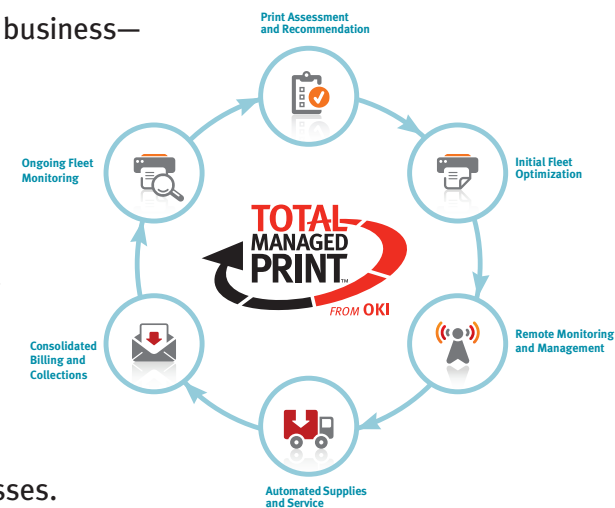 business—
Print Assessment
and Recommendation
Ongoing Fleet
Monitoring
Initial Fleet
Optimization
TOTAL
MANAGED
PRINT™
FROM OKI
Consolidated
Billing and
Collections
Remote Monitoring
and Management
Automated Supplies
and Service
sses.